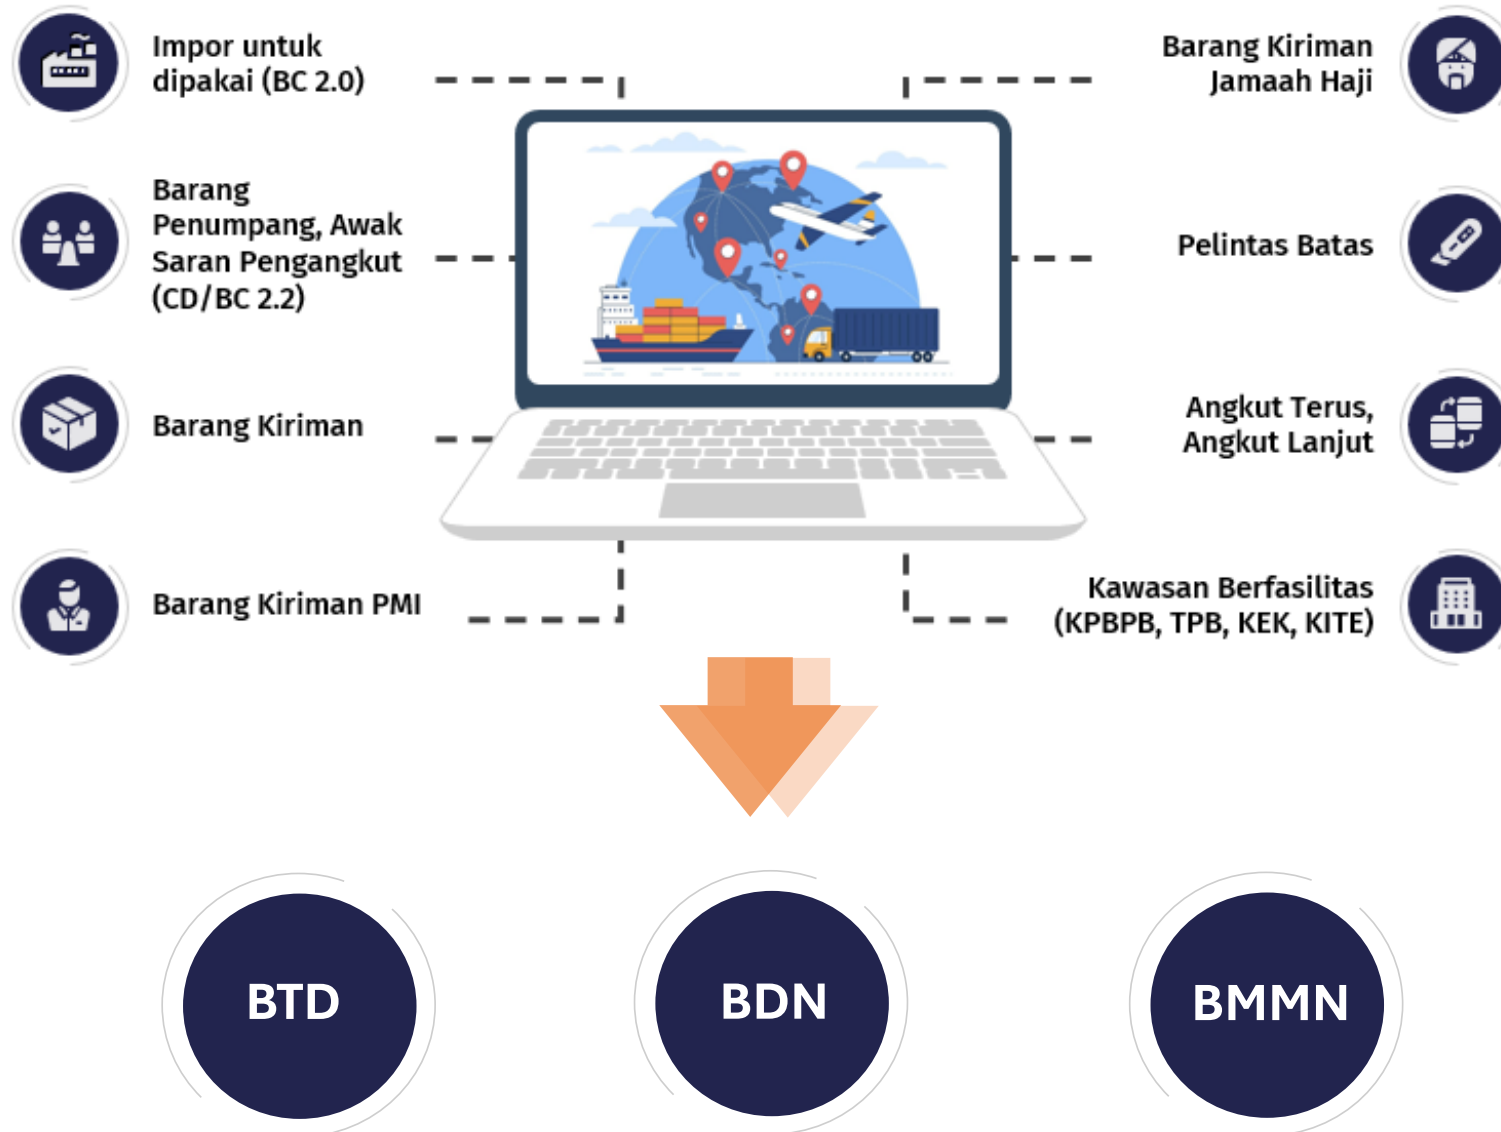 Impor untuk
dipakai (BC 2.0)
Barang
Penumpang, Awak
Saran Pengangkut
(CD/BC 2.2)
Barang Kiriman
Barang Kiriman PMI
Barang Kiriman
Jamaah Haji
Pelintas Batas
Angkut Terus,
Angkut Lanjut
Kawasan Berfasilitas
(KPBPB, TPB, KEK, KITE)
BTD
BDN
BMMN